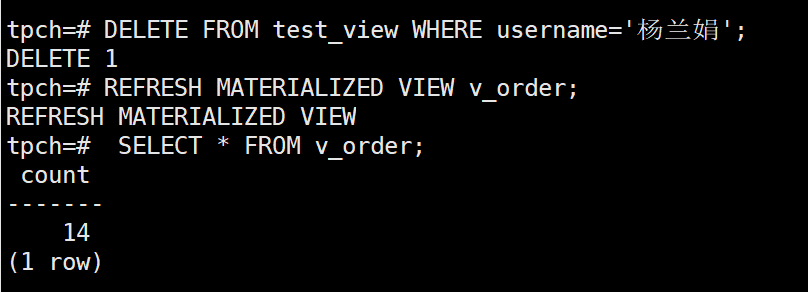 tpch=# DELETE FROM test_view WHERE username='杨兰娟';
DELETE 1
tpch=# REFRESH MATERIALIZED VIEW v_order;
REFRESH MATERIALIZED VIEW
tpch=#  SELECT * FROM v_order;
 count
-------
    14
(1 row)